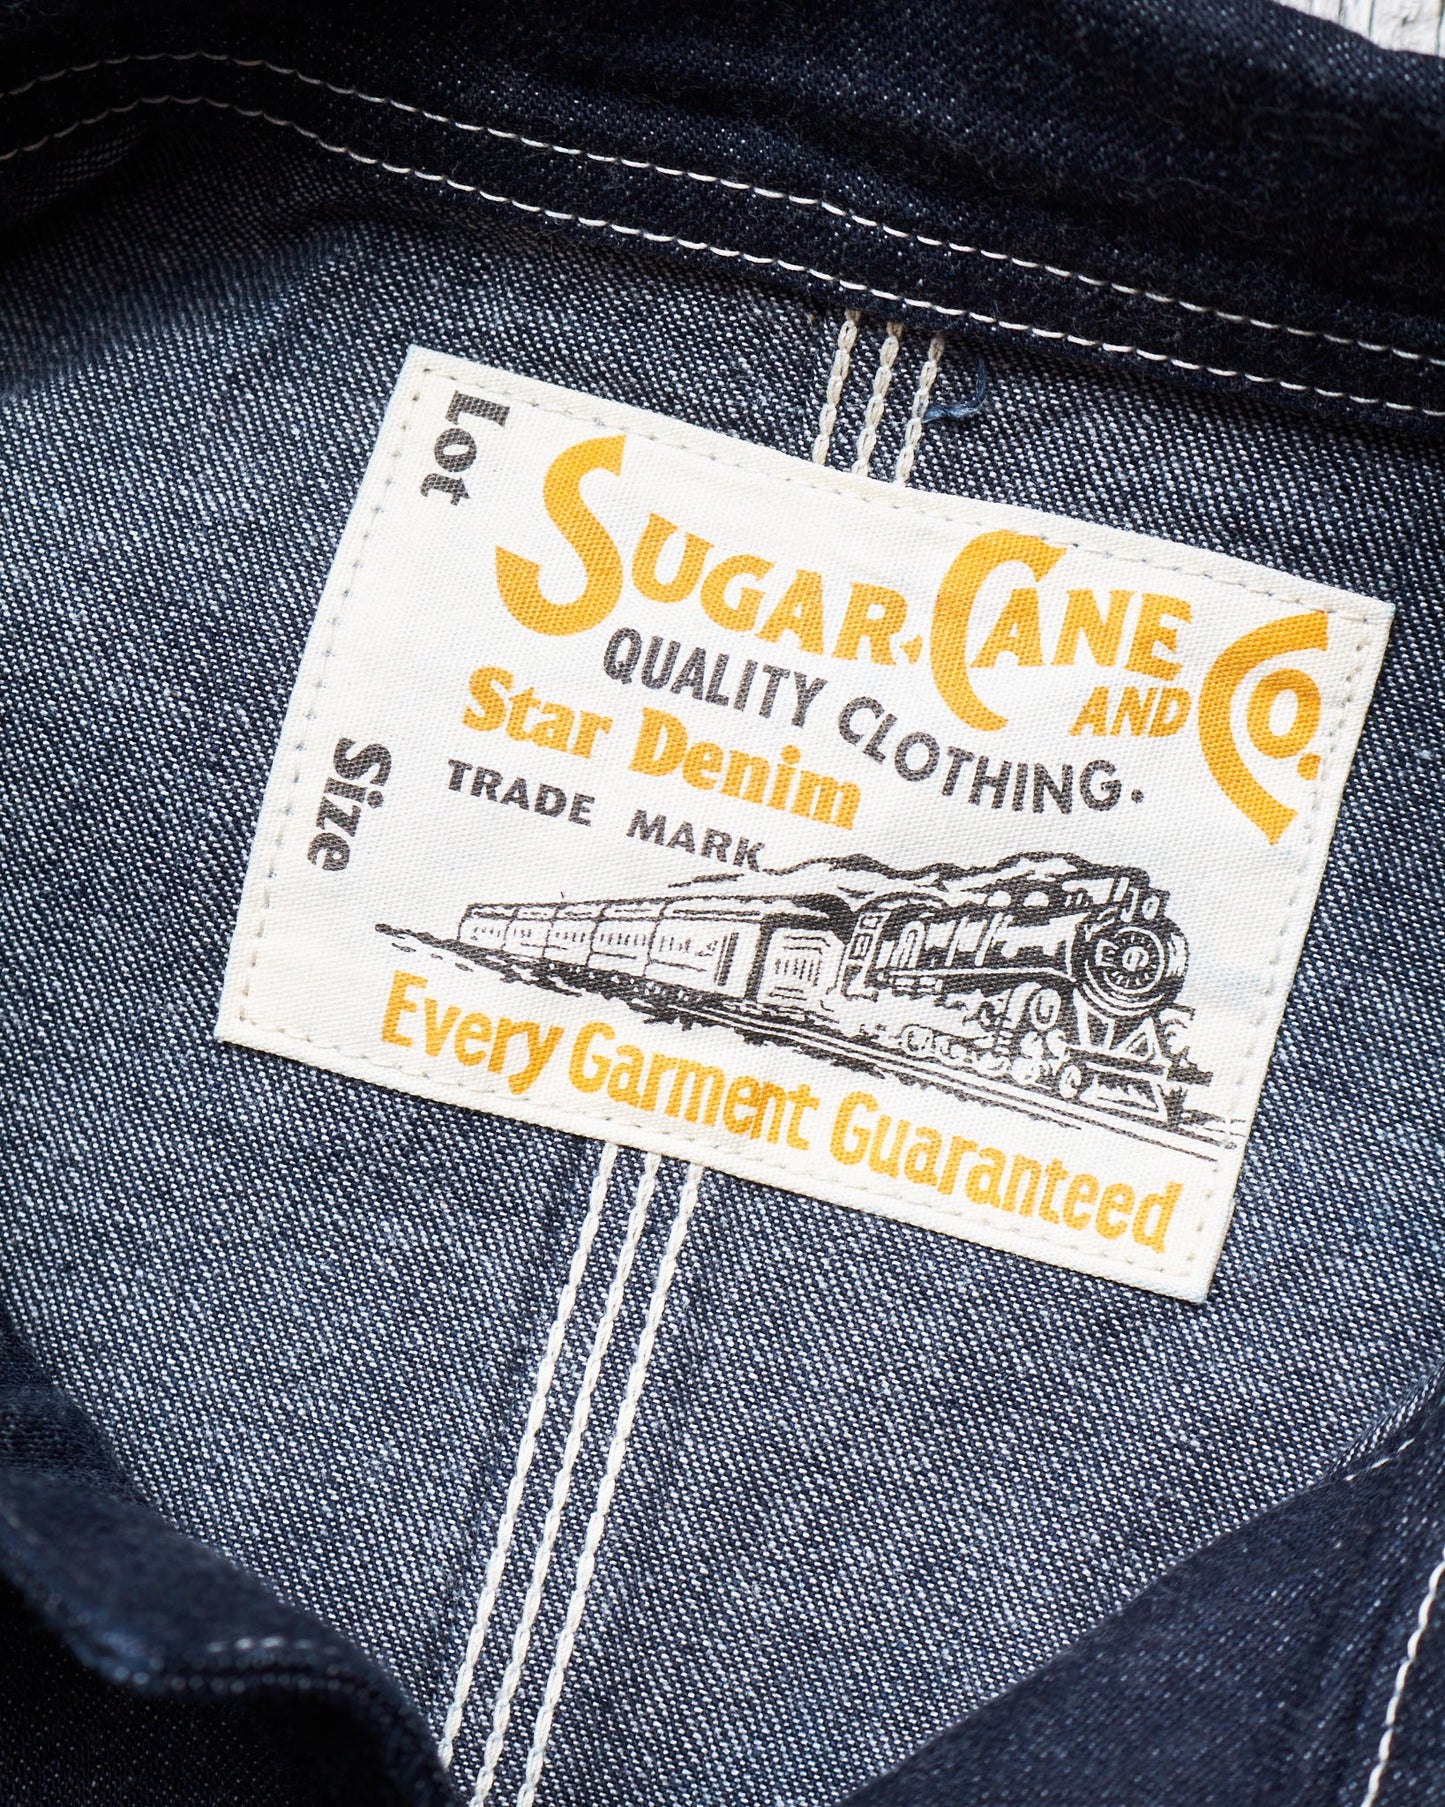 Lot
Size
SUGAR CANE AND CO.
QUALITY CLOTHING.
Star Denim
TRADE MARK
Every Garment Guaranteed